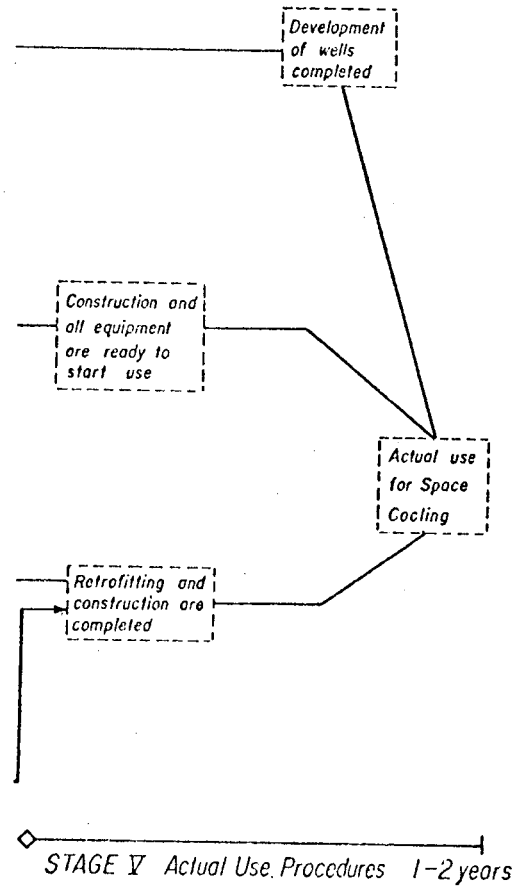 Development
of wells
completed
Construction and
all equipment
are ready to
start use
Actual use
for Space
Cocling
Retrofitting and
construction are
completed
STAGE V Actual Use. Procedures 1-2 years